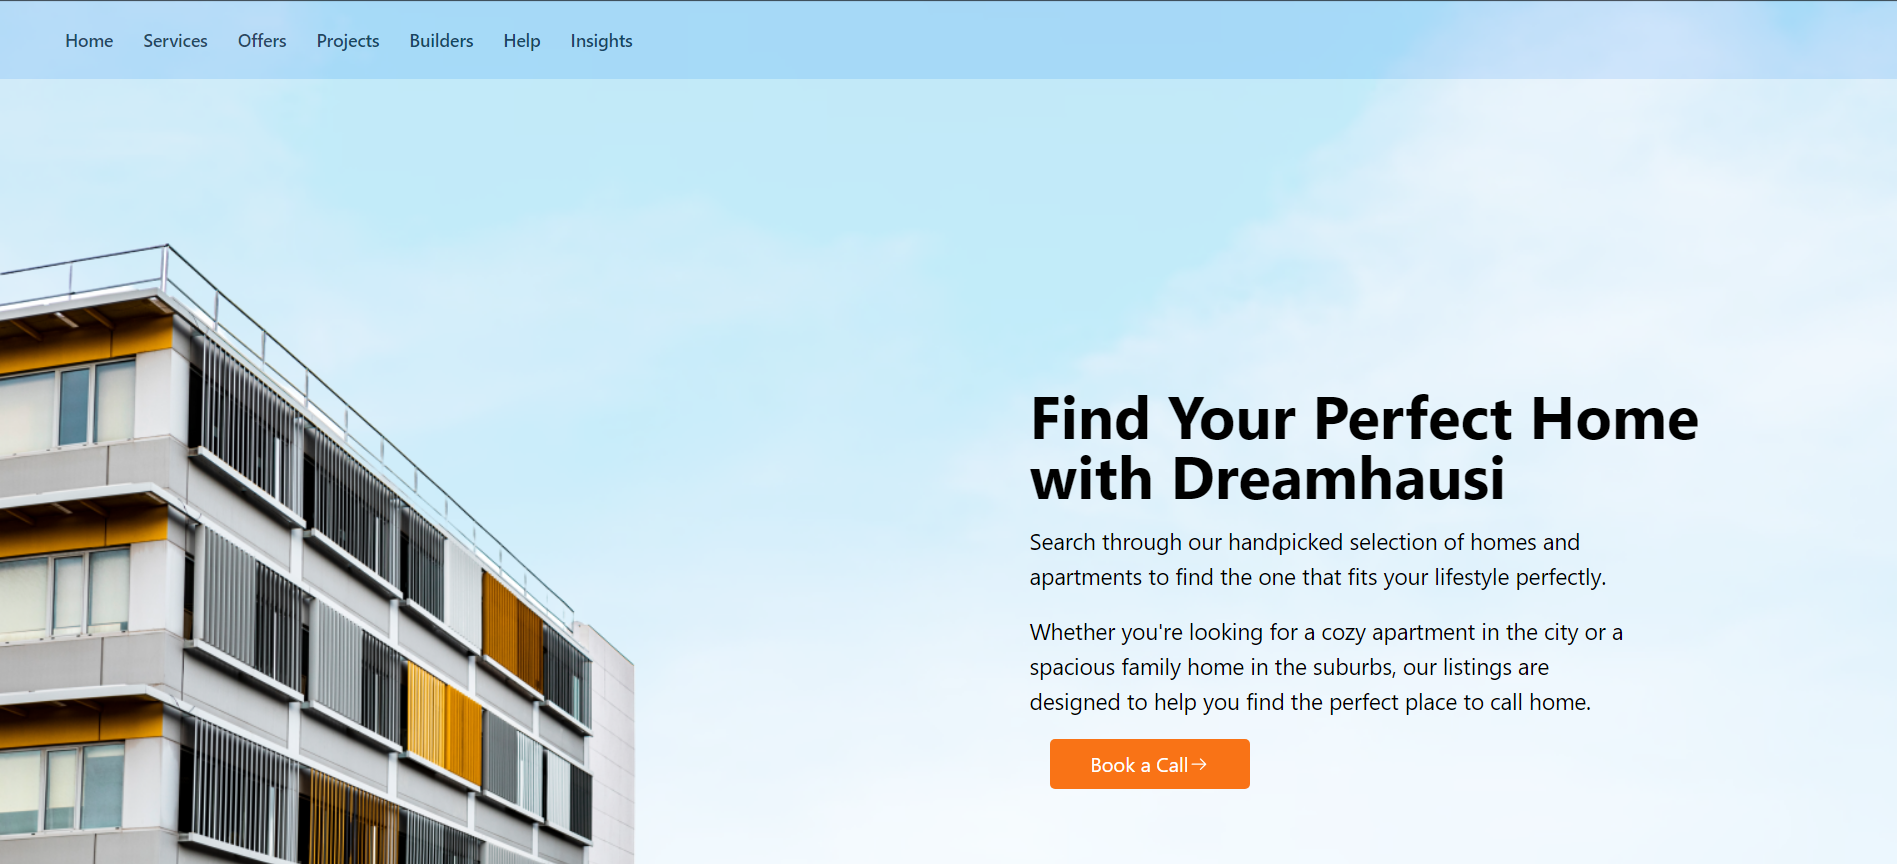 Home Services Offers Projects Builders Help Insights
Find Your Perfect Home
with Dreamhausi
Search through our handpicked selection of homes and
apartments to find the one that fits your lifestyle perfectly.
Whether you're looking for a cozy apartment in the city or a
spacious family home in the suburbs, our listings are
designed to help you find the perfect place to call home.
Book a Call→